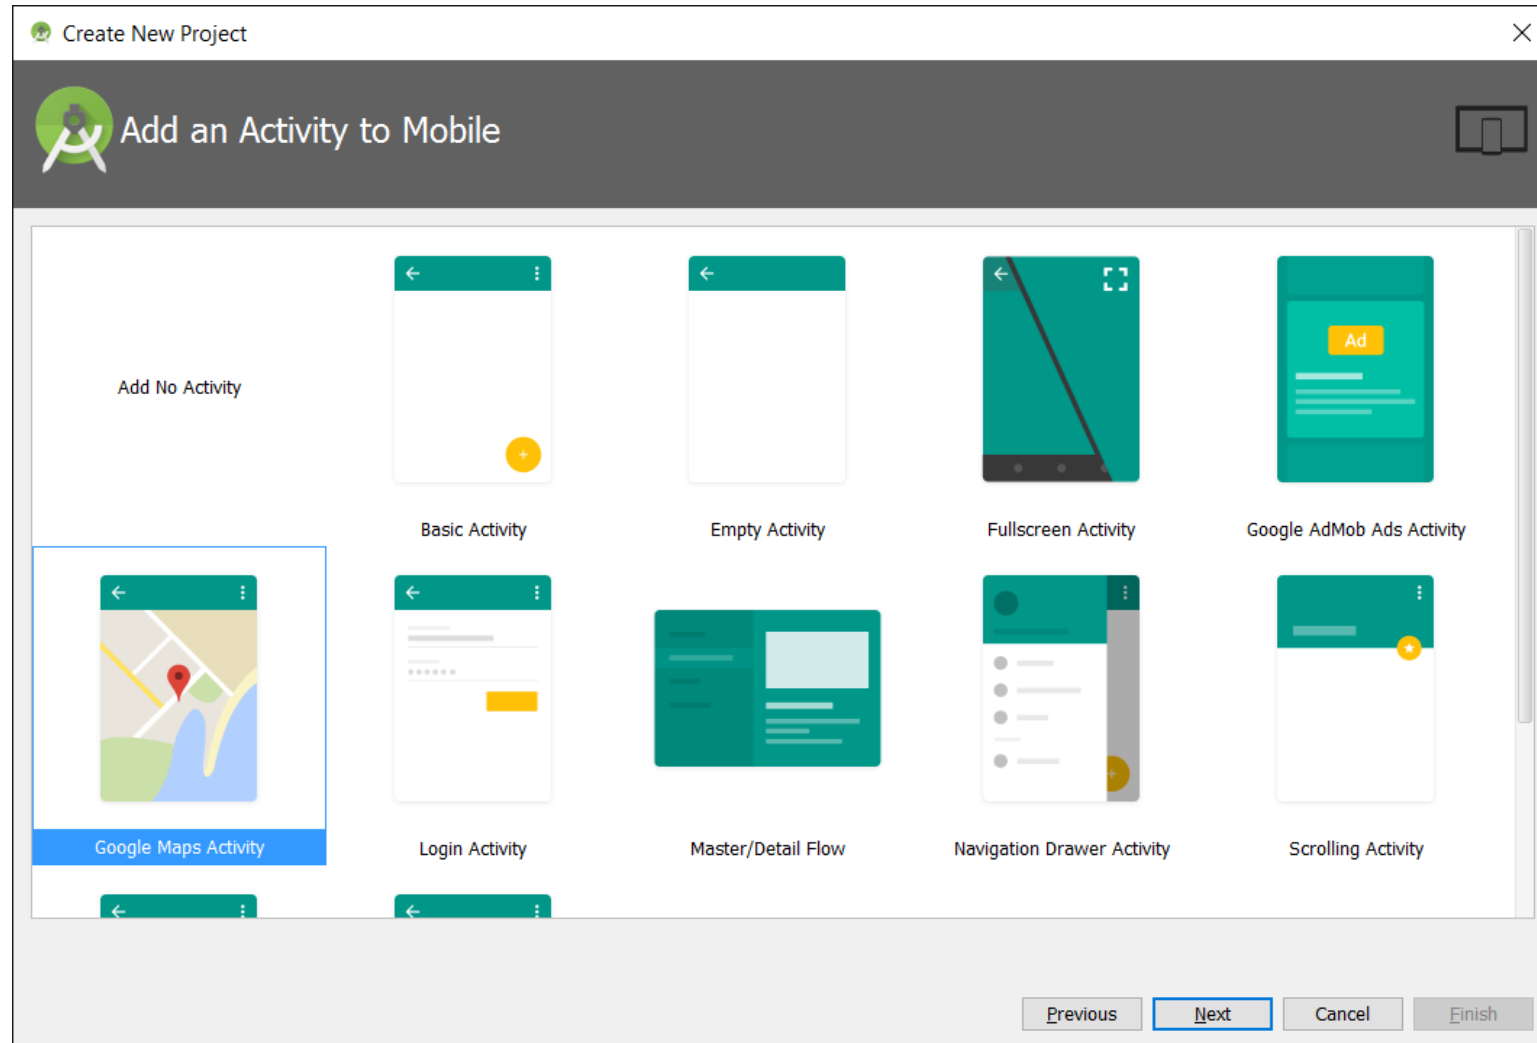 Create New Project
Add an Activity to Mobile
Ad
Add No Activity
Basic Activity
Empty Activity
Fullscreen Activity
Google AdMob Ads Activity
Google Maps Activity
Login Activity
Master/Detail Flow
Navigation Drawer Activity
Scrolling Activity
Previous
Next
Cancel
Finish